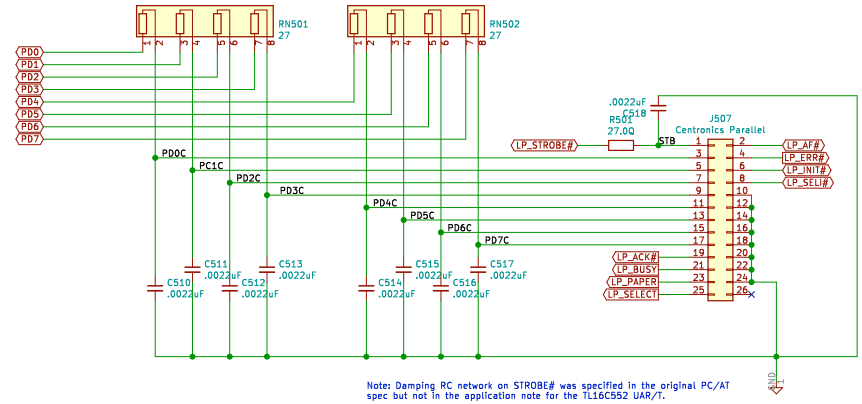 RN501
27
RN502
27
1 2 3 4 5 6 7 8
1 2 3 4 5 6 7 8
PD0
PD1
PD2
PD3
PD4
PD5
PD6
PD7
.0022uF
C518
R501
27.0Ω
LP_STROBE#
STB
J507
Centronics Parallel
1 2 LP_AF#
PD0C 3 4 LP_ERR#
PC1C 5 6 LP_INIT#
PD2C 7 8 LP_SELI#
PD3C 9 10
PD4C 11 12
PD5C 13 14
PD6C 15 16
PD7C 17 18
LP_ACK# 19 20
LP_BUSY 21 22
LP_PAPER 23 24
LP_SELECT 25 26
C511
.0022uF
C513
.0022uF
C515
.0022uF
C517
.0022uF
C510
.0022uF
C512
.0022uF
C514
.0022uF
C516
.0022uF
GND
1
Note: Damping RC network on STROBE# was specified in the original PC/AT
spec but not in the application note for the TL16C552 UAR/T.